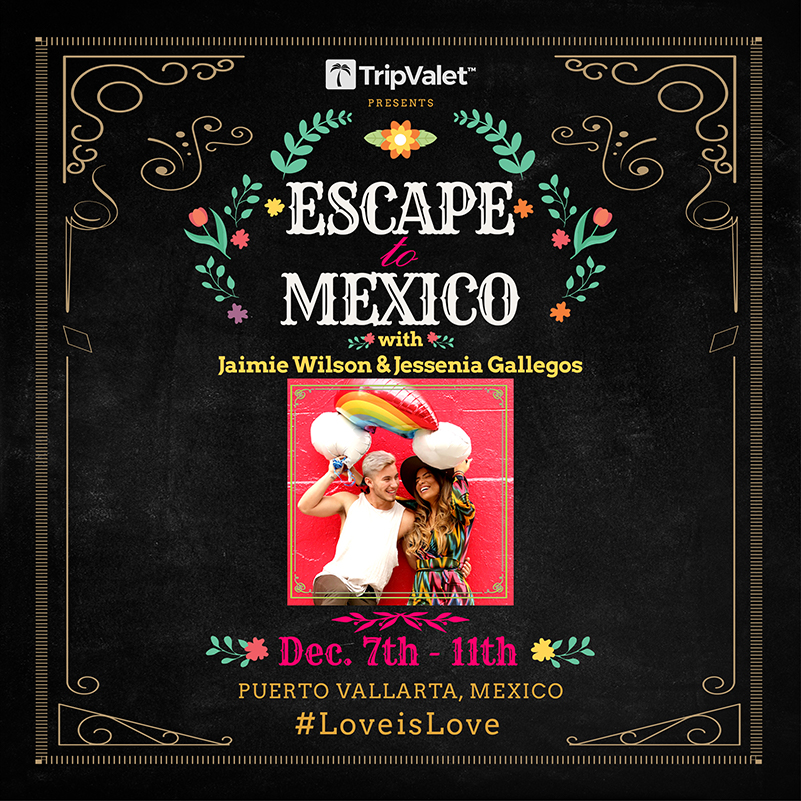 TripValet™
PRESENTS
ESCAPE
to
MEXICO
with
Jaimie Wilson & Jessenia Gallegos
Dec. 7th - 11th
PUERTO VALLARTA, MEXICO
#LoveisLove